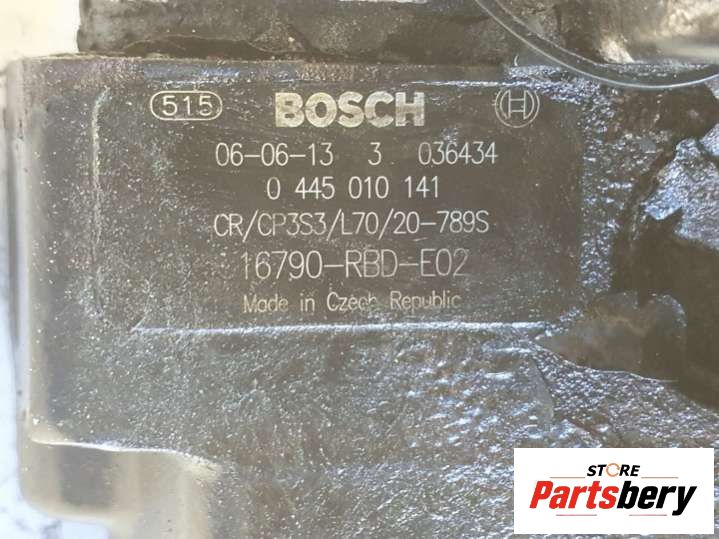 515 BOSCH
06-06-13 3 036434
0 445 010 141
CR/CP3S3/L70/20-789S
16790-RBD-E02
Made in Czech Republic
STORE
Partsbery